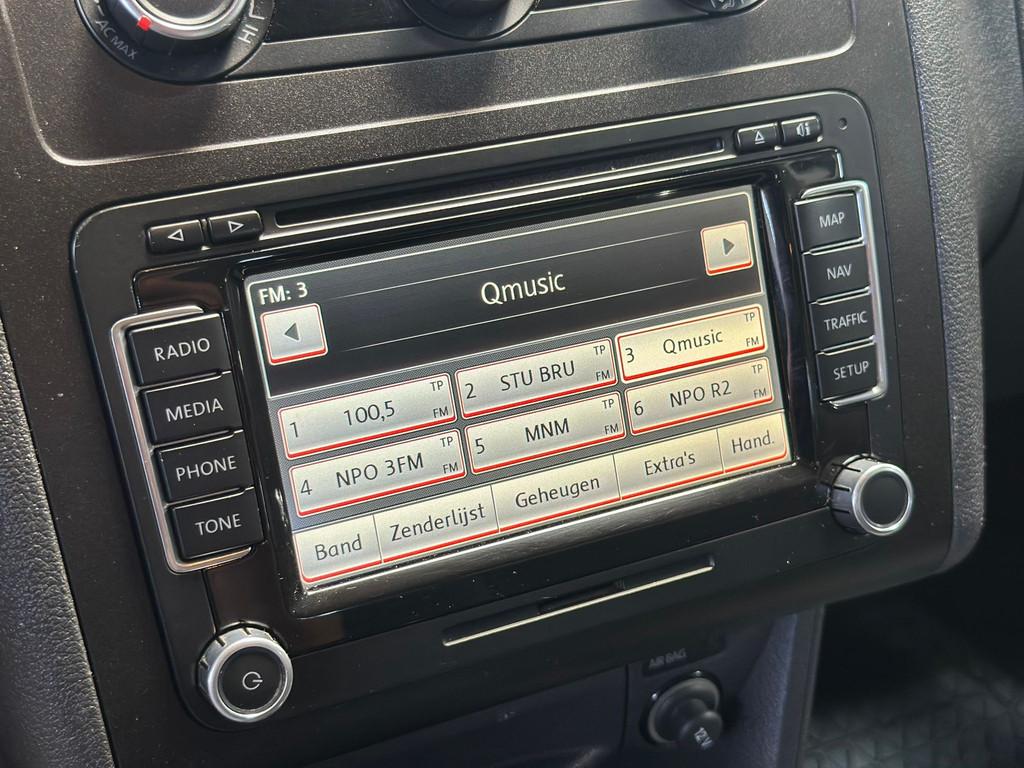 AC MAX
HI
MAP
NAV
TRAFFIC
SETUP
RADIO
MEDIA
PHONE
TONE
FM: 3
Qmusic
1 100,5 TP FM
2 STU BRU TP FM
3 Qmusic TP FM
4 NPO 3FM TP FM
5 MNM TP FM
6 NPO R2 TP FM
Band Zenderlijst Geheugen Extra's Hand.
AIR BAG
12V